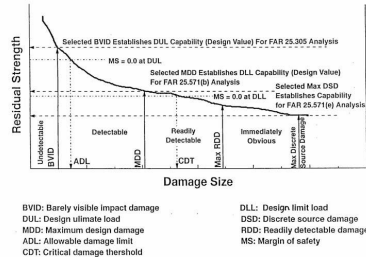 Selected BVID Establishes DUL Capability (Design Value) For FAR 25.305 Analysis
MS = 0.0 at DUL
Selected MDD Establishes DLL Capability (Design Value)
For FAR 25.571(b) Analysis
Selected Max DSD
Establishes Capability
For FAR 25.571(e) Analysis
MS = 0.0 at DLL
Residual Strength
Undetectable
BVID
Detectable
ADL
MDD
Readily
Detectable
CDT
Max RDD
Immediately
Obvious
Max Discrete
Source Damage
Damage Size
BVID: Barely visible impact damage
DUL: Design ulimate load
MDD: Maximum design damage
ADL: Allowable damage limit
CDT: Critical damage thershold
DLL: Design limit load
DSD: Discrete source damage
RDD: Readily detectable damage
MS: Margin of safety